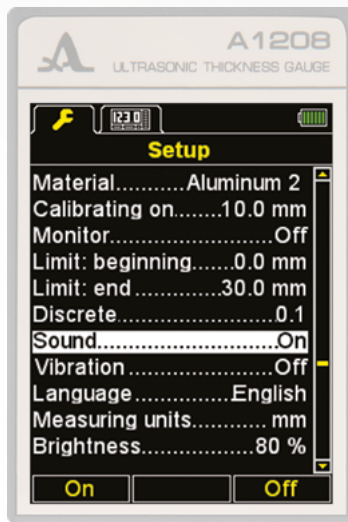 A1208
ULTRASONIC THICKNESS GAUGE
123.0
Setup
Material...........Aluminum 2
Calibrating on........10.0 mm
Monitor...........................Off
Limit: beginning.......0.0 mm
Limit: end..............30.0 mm
Discrete..........................0.1
Sound............................On
Vibration........................Off
Language................English
Measuring units............ mm
Brightness...................80 %
On
Off